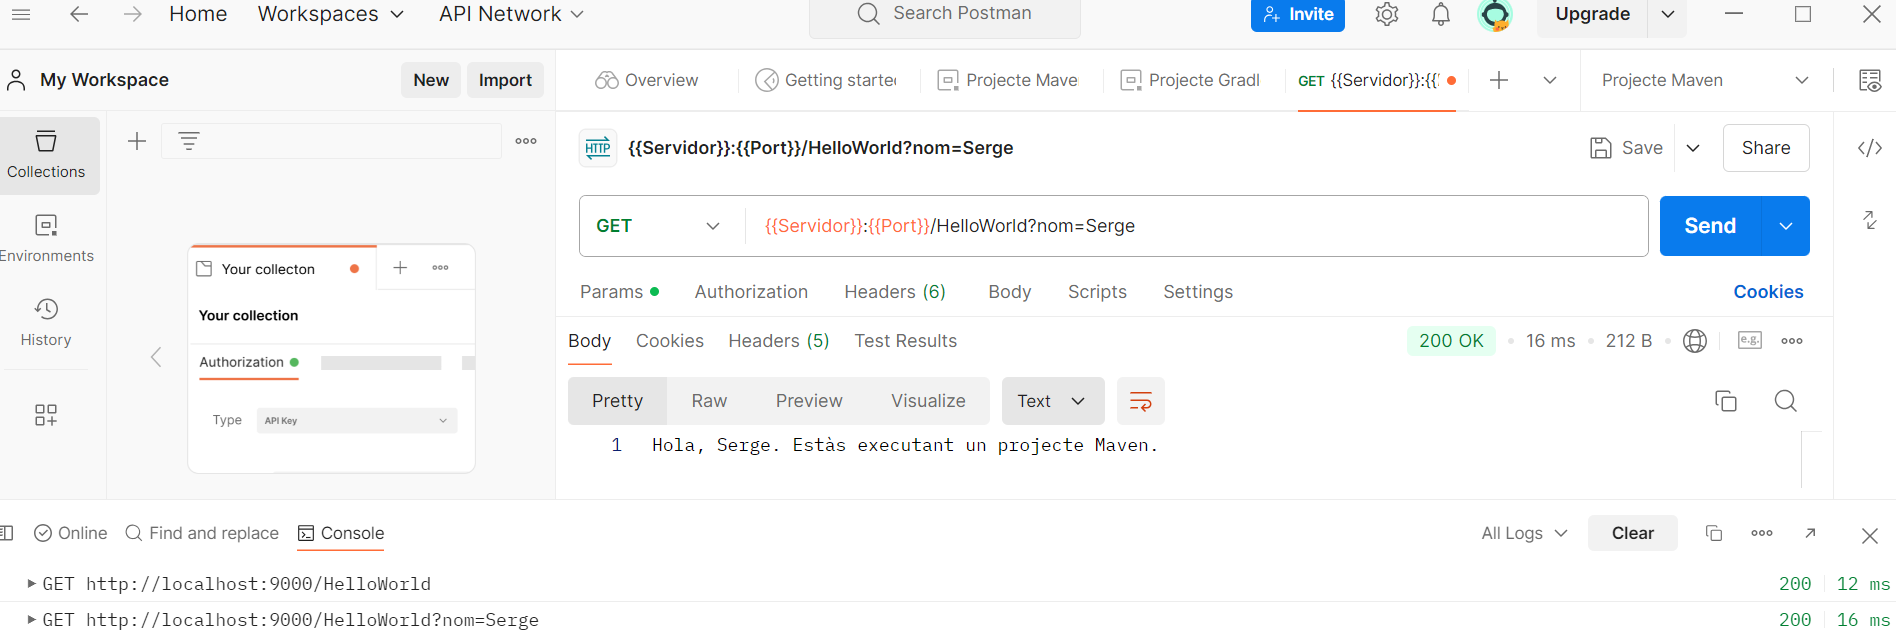 Home Workspaces API Network Search Postman Invite Upgrade
My Workspace New Import Overview Getting starte Projecte Mave Projecte Gradl GET {{Servidor}}:{{ Projecte Maven
Collections
HTTP {{Servidor}}:{{Port}}/HelloWorld?nom=Serge Save Share </>
Environments
GET {{Servidor}}:{{Port}}/HelloWorld?nom=Serge Send
History
Your collecton
Your collection
Authorization
Type API Key
Params Authorization Headers (6) Body Scripts Settings Cookies
Body Cookies Headers (5) Test Results 200 OK 16 ms 212 B e.g.
Pretty Raw Preview Visualize Text
1 Hola, Serge. Estàs executant un projecte Maven.
Online Find and replace Console All Logs Clear
GET http://localhost:9000/HelloWorld 200 12 ms
GET http://localhost:9000/HelloWorld?nom=Serge 200 16 ms